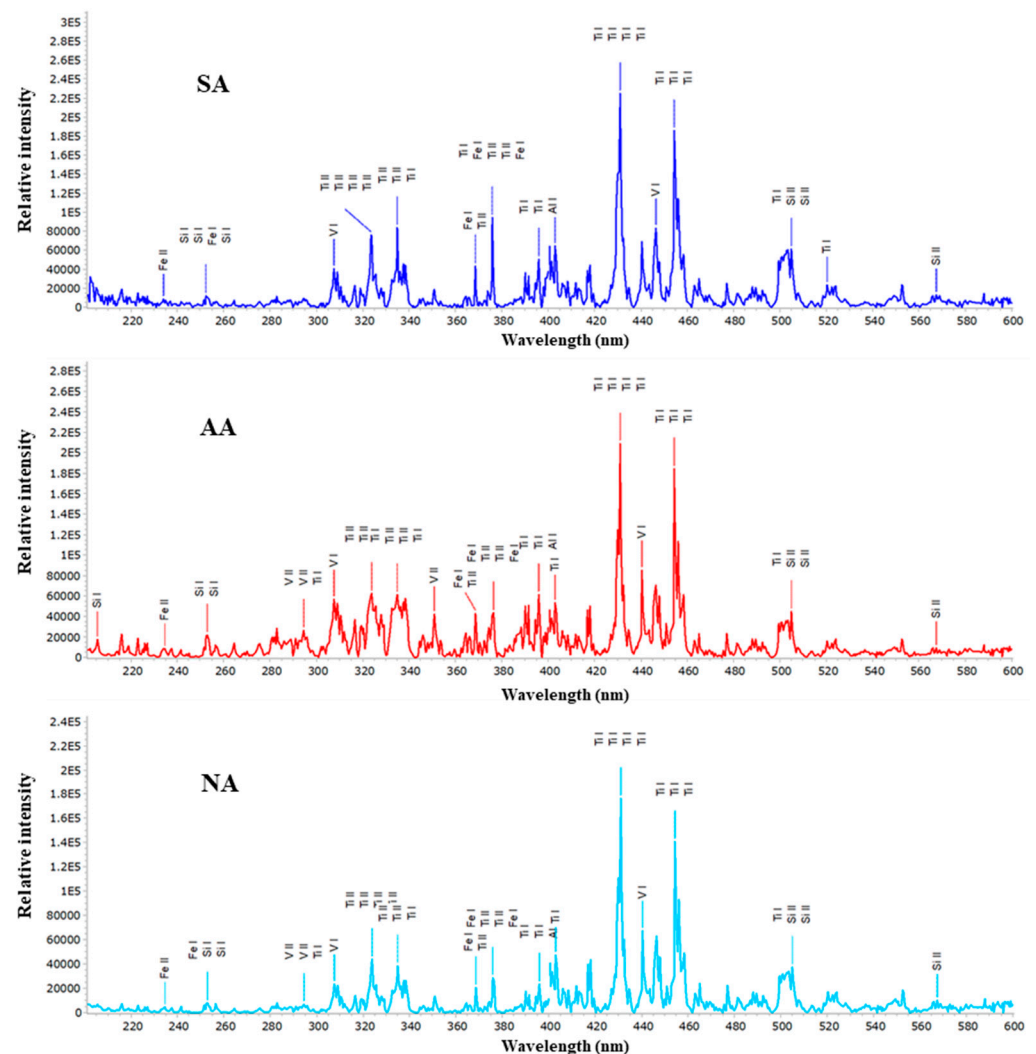 3E5
2.8E5
2.6E5
2.4E5
2.2E5
2E5
1.8E5
1.6E5
1.4E5
1.2E5
1E5
80000
60000
40000
20000
0
Relative intensity
SA
Fe II
Si I Si I Fe I Si I
V I
Ti II Ti II Ti II Ti II
Ti II Ti II Ti I
Fe I Ti II
Ti I Fe I Ti II Ti II Fe I
Ti I Ti I
Al I
Ti I Ti I Ti I Ti I
V I
Ti I Ti I Ti I
Ti I Si II Si II
Ti I
Si II
220 240 260 280 300 320 340 360 380 400 420 440 460 480 500 520 540 560 580 600
Wavelength (nm)
2.8E5
2.6E5
2.4E5
2.2E5
2E5
1.8E5
1.6E5
1.4E5
1.2E5
1E5
80000
60000
40000
20000
0
Relative intensity
AA
Si I
Fe II
Si I Si I
V II V II Ti I
V I
Ti II Ti II Ti I
Ti II Ti II Ti I
V II
Fe I Ti II Fe I
Ti II Ti II Fe I
Ti I Ti I
Ti I Al I
Ti I Ti I Ti I Ti I
V I
Ti I Ti I Ti I
Ti I Si II Si II
Si II
220 240 260 280 300 320 340 360 380 400 420 440 460 480 500 520 540 560 580 600
Wavelength (nm)
2.4E5
2.2E5
2E5
1.8E5
1.6E5
1.4E5
1.2E5
1E5
80000
60000
40000
20000
0
Relative intensity
NA
Fe II
Fe I Si I Si I
V II V II Ti I
V I
Ti II Ti II Ti II Ti II
Ti II Ti II Ti I
Fe I Fe I Ti II
Ti II Ti II Fe I
Ti I Ti I
Al I Ti I
Ti I Ti I Ti I Ti I
V I
Ti I Ti I Ti I
Ti I Si II Si II
Si II
220 240 260 280 300 320 340 360 380 400 420 440 460 480 500 520 540 560 580 600
Wavelength (nm)